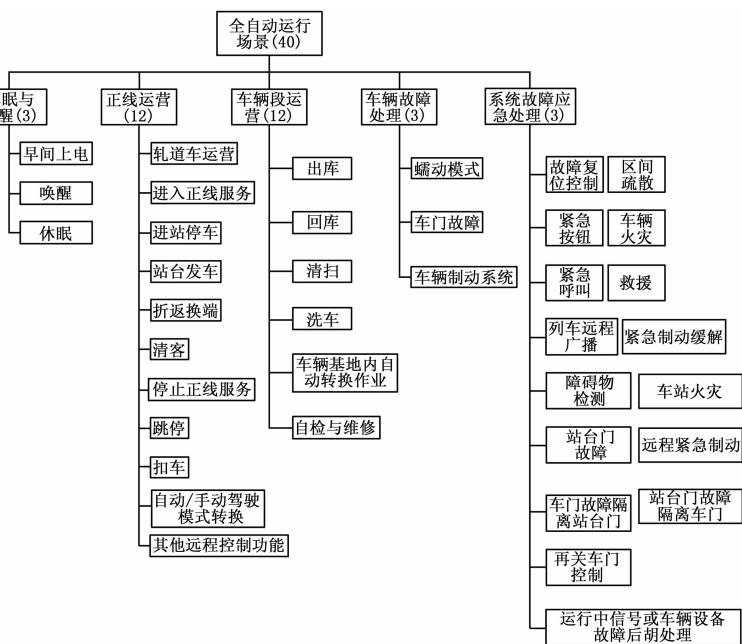 全自动运行
场景(40)
眠与
醒(3)
早间上电
唤醒
休眠
正线运营
(12)
轧道车运营
进入正线服务
进站停车
站台发车
折返换端
清客
停止正线服务
跳停
扣车
自动/手动驾驶
模式转换
其他远程控制功能
车辆段运
营(12)
出库
回库
清扫
洗车
车辆基地内自
动转换作业
自检与维修
车辆故障
处理(3)
蠕动模式
车门故障
车辆制动系统
系统故障应
急处理(3)
故障复
位控制
区间
疏散
紧急
按钮
车辆
火灾
紧急
呼叫
救援
列车远程
广播
紧急制动缓解
障碍物
检测
车站火灾
站台门
故障
远程紧急制动
车门故障隔
离站台门
站台门故障
隔离车门
再关车门
控制
运行中信号或车辆设备
故障后胡处理